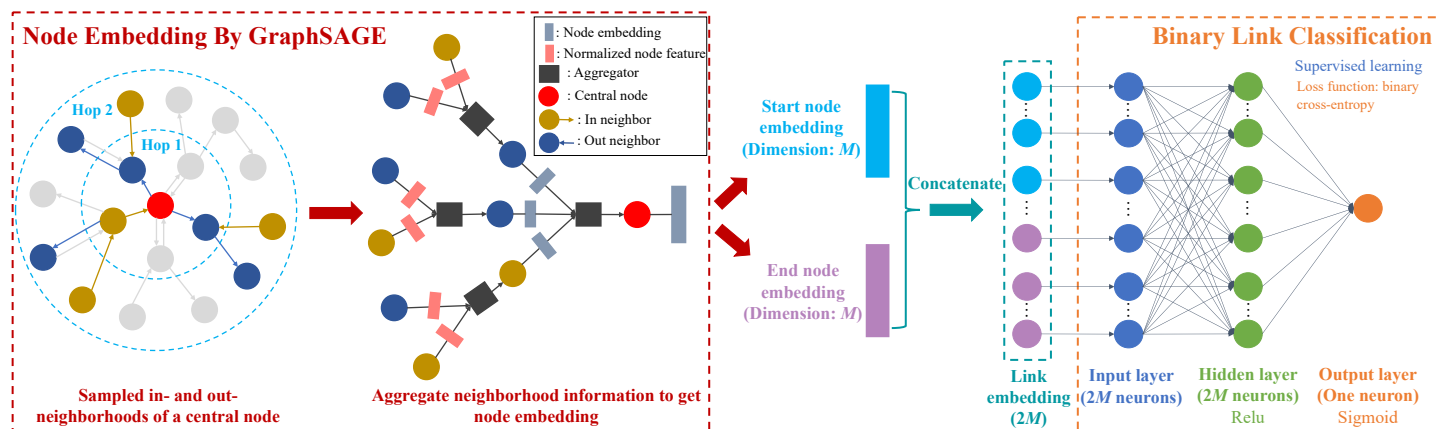 Node Embedding By GraphSAGE
Hop 2
Hop 1
Sampled in- and out-
neighborhoods of a central node
: Node embedding
: Normalized node feature
: Aggregator
: Central node
: In neighbor
: Out neighbor
Aggregate neighborhood information to get
node embedding
Start node
embedding
(Dimension: M)
End node
embedding
(Dimension: M)
Concatenate
Link
embedding
(2M)
Binary Link Classification
Supervised learning
Loss function: binary
cross-entropy
Input layer
(2M neurons)
Hidden layer
(2M neurons)
Relu
Output layer
(One neuron)
Sigmoid